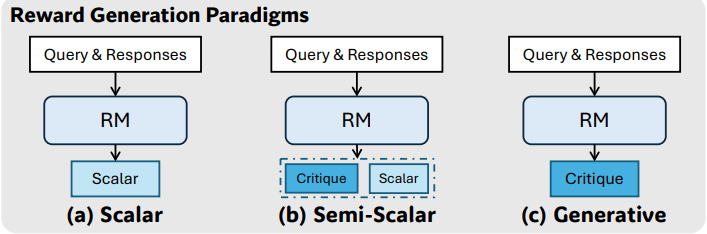 Reward Generation Paradigms
Query & Responses Query & Responses Query & Responses
RM RM RM
Scalar Critique Scalar Critique
(a) Scalar (b) Semi-Scalar (c) Generative